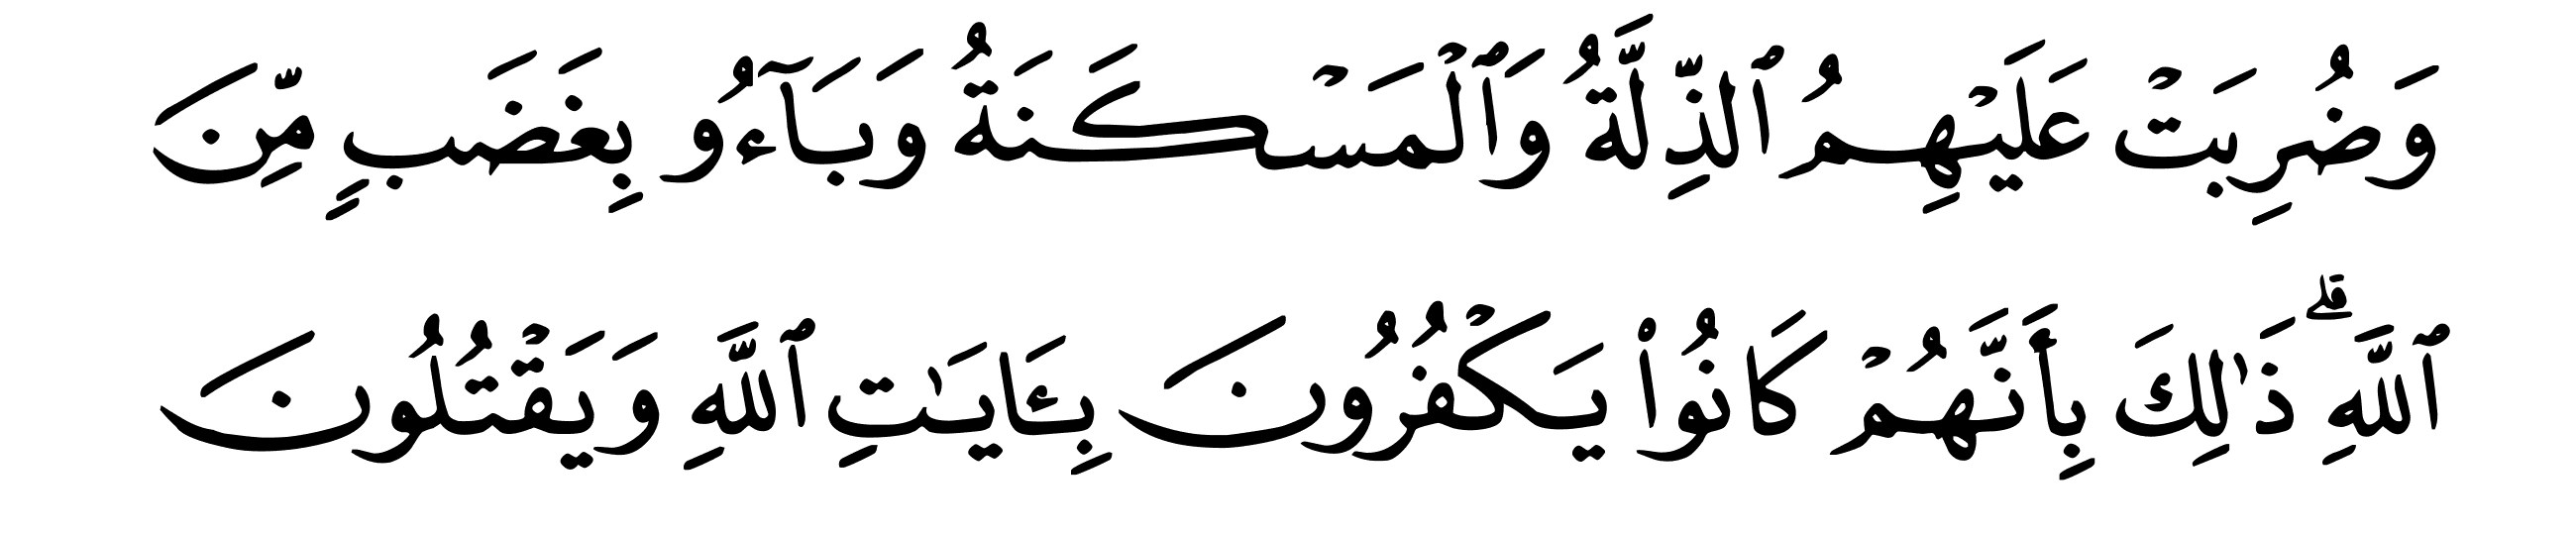 وَضُرِبَتْ عَلَيْهِمُ ٱلذِّلَّةُ وَٱلْمَسْكَنَةُ وَبَآءُو بِغَضَبٍ مِّنَ
ٱللَّهِ ۗ ذَٰلِكَ بِأَنَّهُمْ كَانُوا۟ يَكْفُرُونَ بِـَٔايَـٰتِ ٱللَّهِ وَيَقْتُلُونَ